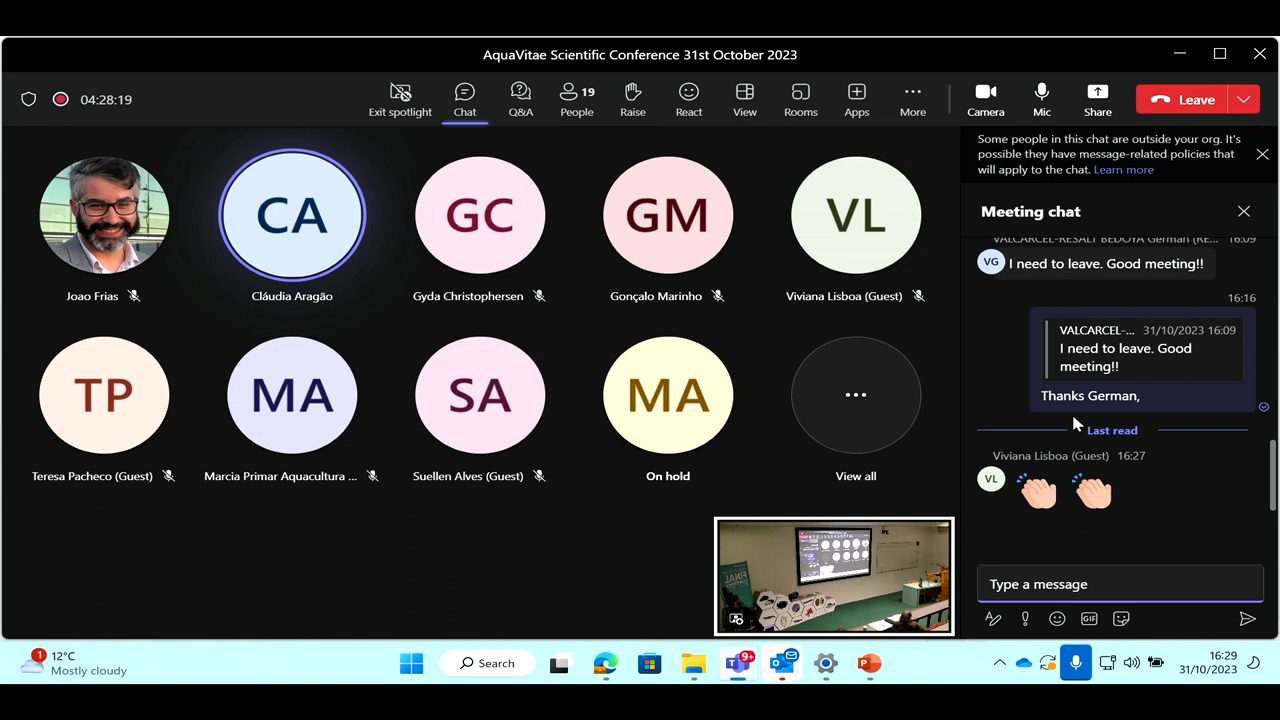 AquaVitae Scientific Conference 31st October 2023
04:28:19
Exit spotlight
Chat
Q&A
19
People
Raise
React
View
Rooms
Apps
More
Camera
Mic
Share
Leave
Some people in this chat are outside your org. It's
possible they have message-related policies that
will apply to the chat. Learn more
Meeting chat
VALCARCEL-RESALT BEDOYA German (RE... 16:09
VG
I need to leave. Good meeting!!
16:16
VALCARCEL-... 31/10/2023 16:09
I need to leave. Good
meeting!!
Thanks German,
Last read
Viviana Lisboa (Guest) 16:27
VL
Type a message
GIF
CA
GC
GM
VL
Joao Frias
Cláudia Aragão
Gyda Christophersen
Gonçalo Marinho
Viviana Lisboa (Guest)
TP
MA
SA
MA
Teresa Pacheco (Guest)
Marcia Primar Aquacultura ...
Suellen Alves (Guest)
On hold
View all
FINAL
1
12°C
Mostly cloudy
Search
9+
16:29
31/10/2023